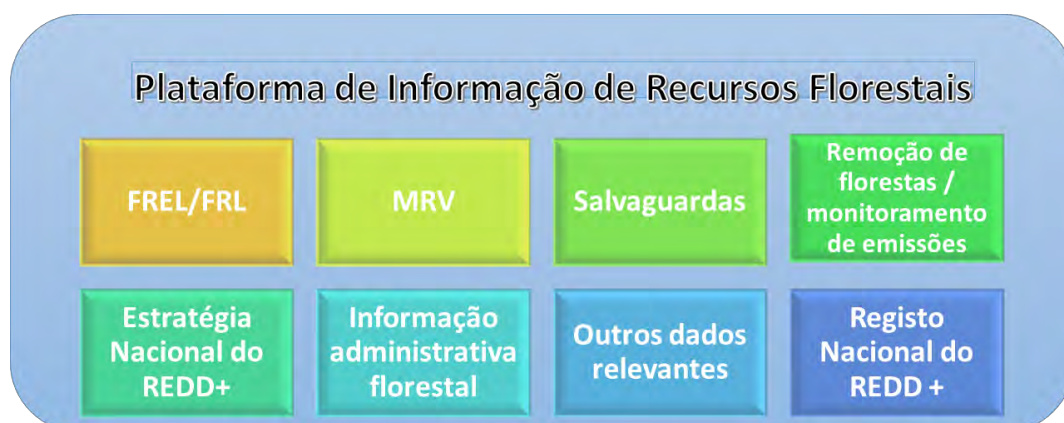 Plataforma de Informação de Recursos Florestais
FREL/FRL
MRV
Salvaguardas
Remoção de
florestas /
monitoramento
de emissões
Estratégia
Nacional do
REDD+
Informação
administrativa
florestal
Outros dados
relevantes
Registo
Nacional do
REDD +